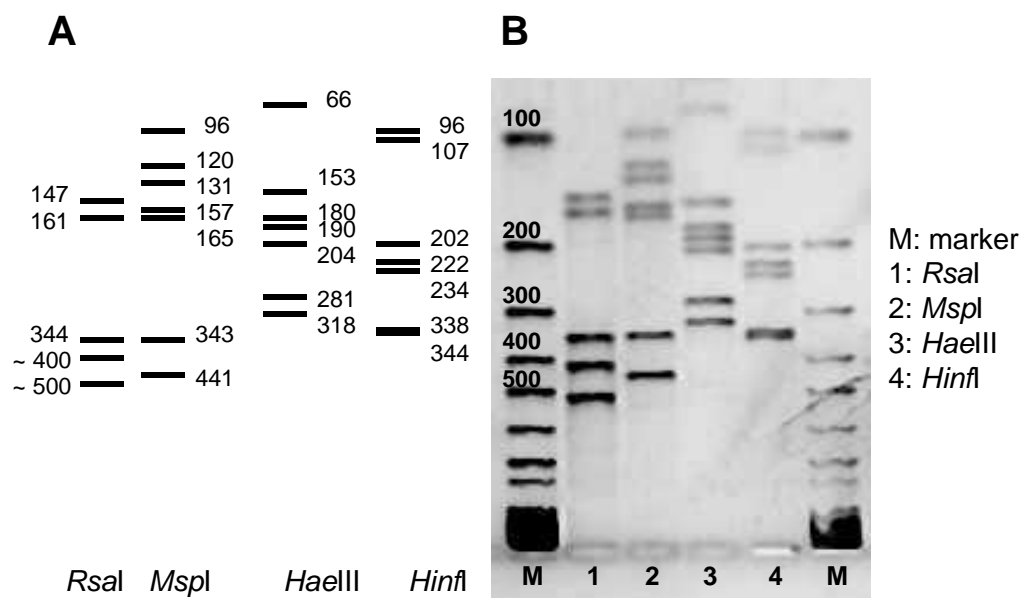 A
B
66
96
96
107
120
131
153
147
161
157
165
180
190
204
202
222
234
281
318
344
~ 400
~ 500
343
441
338
344
RsaI
MspI
HaeIII
HinfI
100
200
300
400
500
M
1
2
3
4
M
M: marker
1: RsaI
2: MspI
3: HaeIII
4: HinfI